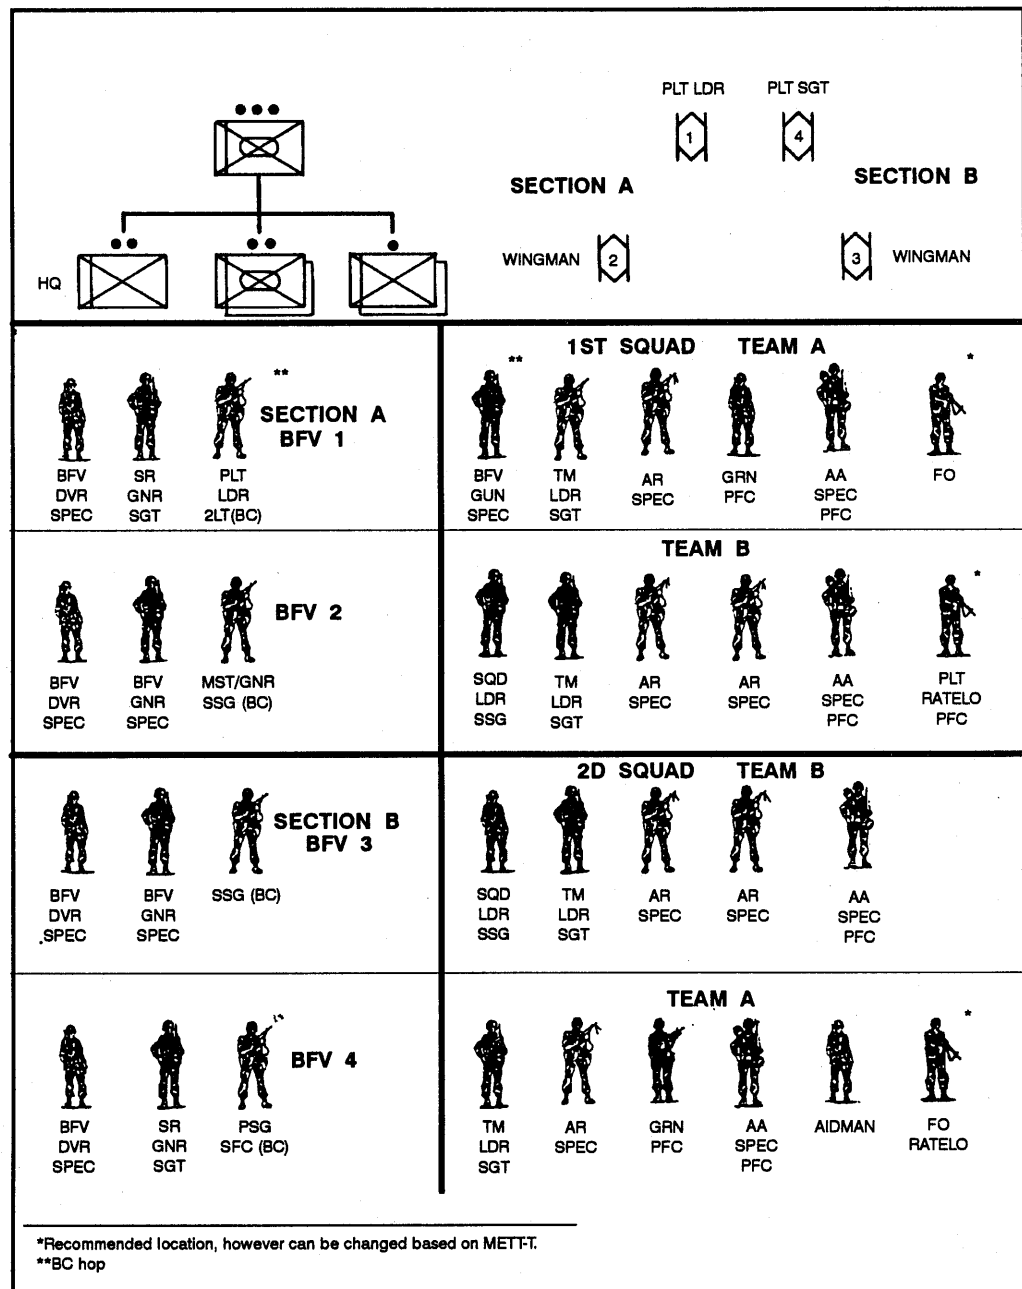 PLT LDR
PLT SGT
1
4
SECTION A
SECTION B
WINGMAN
2
3
WINGMAN
HQ
**
SECTION A
BFV 1
BFV
DVR
SPEC
SR
GNR
SGT
PLT
LDR
2LT(BC)
1ST SQUAD TEAM A
**
*
BFV
GUN
SPEC
TM
LDR
SGT
AR
SPEC
GRN
PFC
AA
SPEC
PFC
FO
BFV 2
BFV
DVR
SPEC
BFV
GNR
SPEC
MST/GNR
SSG (BC)
TEAM B
*
SQD
LDR
SSG
TM
LDR
SGT
AR
SPEC
AR
SPEC
AA
SPEC
PFC
PLT
RATELO
PFC
SECTION B
BFV 3
BFV
DVR
SPEC
BFV
GNR
SPEC
SSG (BC)
2D SQUAD TEAM B
SQD
LDR
SSG
TM
LDR
SGT
AR
SPEC
AR
SPEC
AA
SPEC
PFC
BFV 4
BFV
DVR
SPEC
SR
GNR
SGT
PSG
SFC (BC)
TEAM A
*
TM
LDR
SGT
AR
SPEC
GRN
PFC
AA
SPEC
PFC
AIDMAN
FO
RATELO
*Recommended location, however can be changed based on METT-T.
**BC hop